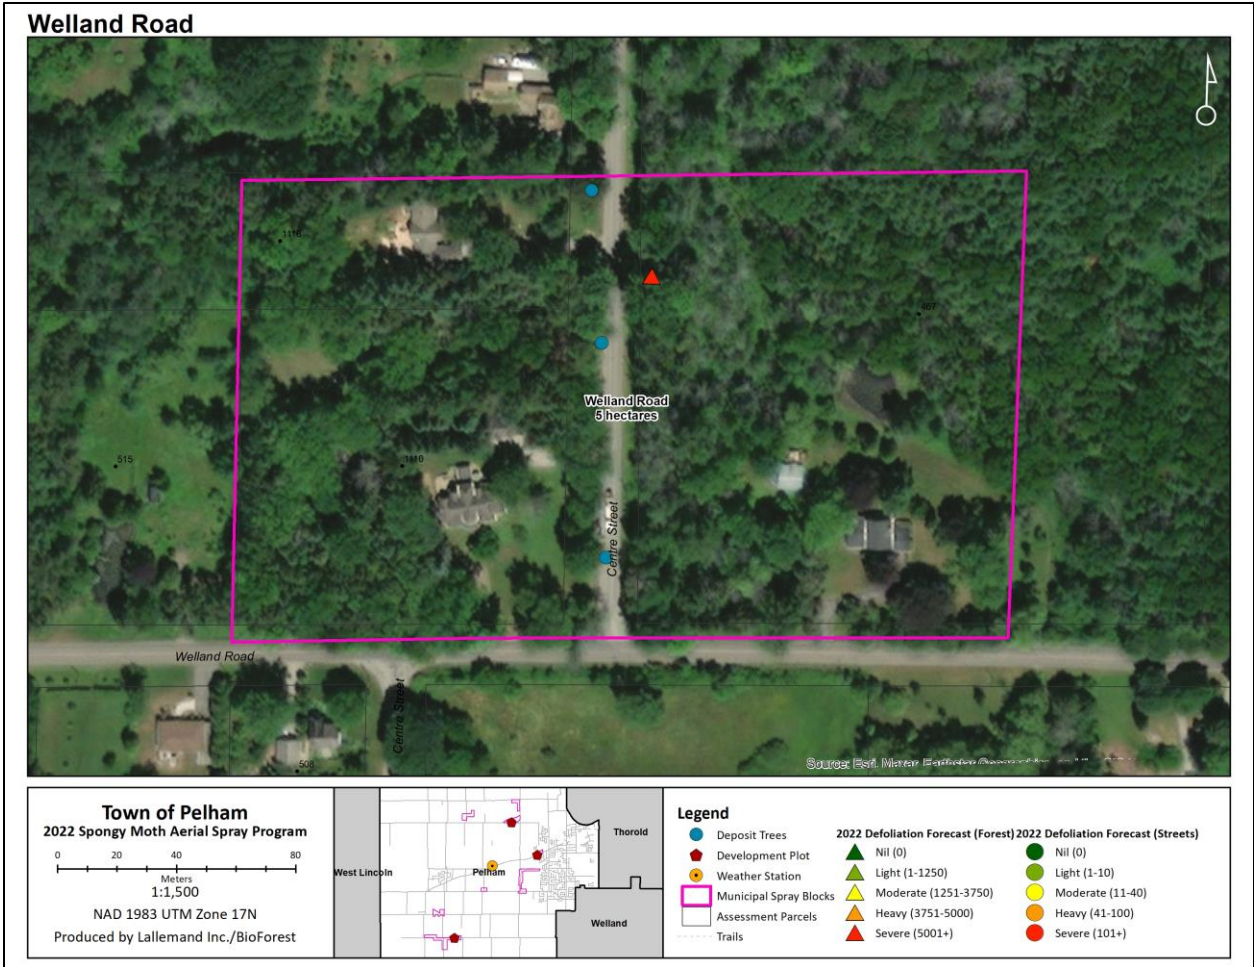 Welland Road
1116
467
Welland Road
5 hectares
515
1110
Centre Street
Welland Road
Centre Street
508
Source: Esri, Maxar, Earthstar
Town of Pelham
2022 Spongy Moth Aerial Spray Program
0 20 40 60 80
Meters
1:1,500
NAD 1983 UTM Zone 17N
Produced by Lallemand Inc./BioForest
West Lincoln
Pelham
Thorold
Welland
Legend
Deposit Trees
Development Plot
Weather Station
Municipal Spray Blocks
Assessment Parcels
Trails
2022 Defoliation Forecast (Forest)
Nil (0)
Light (1-1250)
Moderate (1251-3750)
Heavy (3751-5000)
Severe (5001+)
2022 Defoliation Forecast (Streets)
Nil (0)
Light (1-10)
Moderate (11-40)
Heavy (41-100)
Severe (101+)